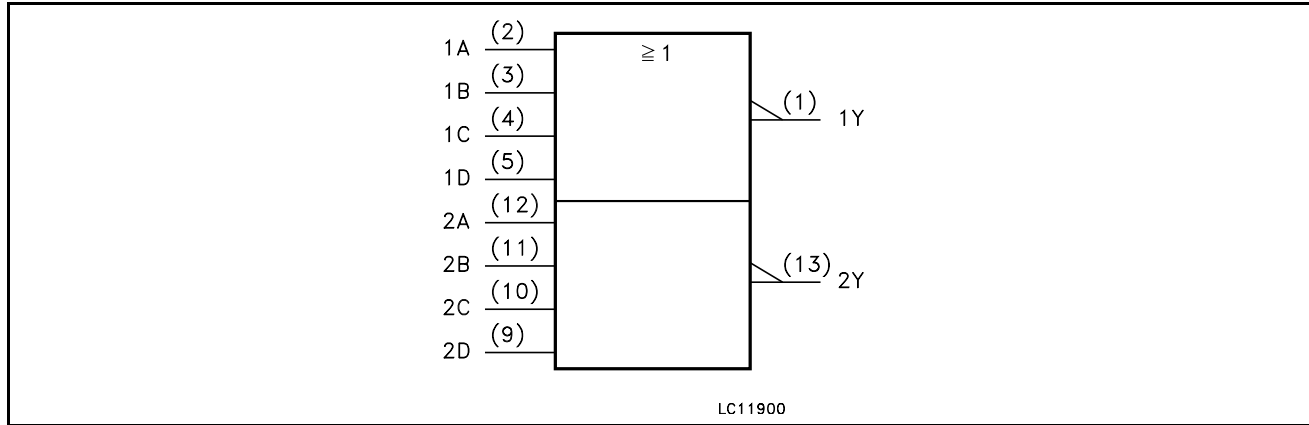 ≧ 1
1A (2)
1B (3)
1C (4)
1D (5)
(1) 1Y
2A (12)
2B (11)
2C (10)
2D (9)
(13) 2Y
LC11900